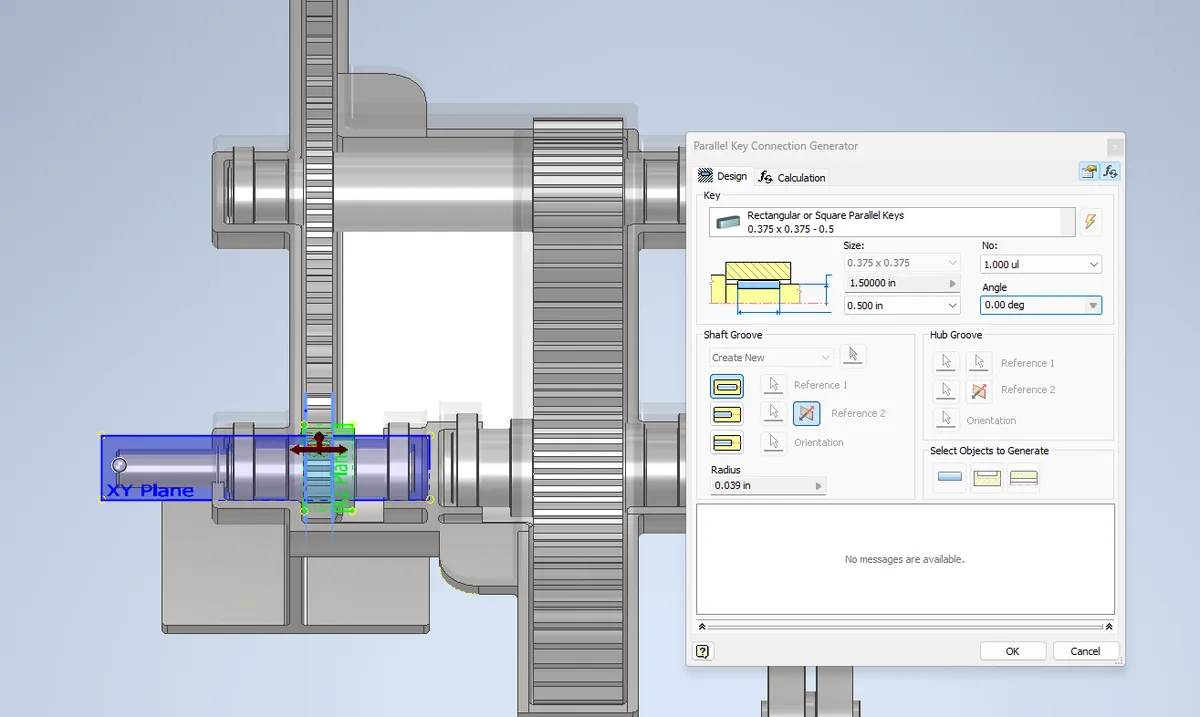 Parallel Key Connection Generator
Design
Calculation
Key
Rectangular or Square Parallel Keys
0.375 x 0.375 - 0.5
Size:
No:
0.375 x 0.375
1.000 ul
1.50000 in
Angle
0.500 in
0.00 deg
Shaft Groove
Create New
Reference 1
Reference 2
Orientation
Radius
0.039 in
Hub Groove
Reference 1
Reference 2
Orientation
Select Objects to Generate
No messages are available.
OK
Cancel
XY Plane
Plane